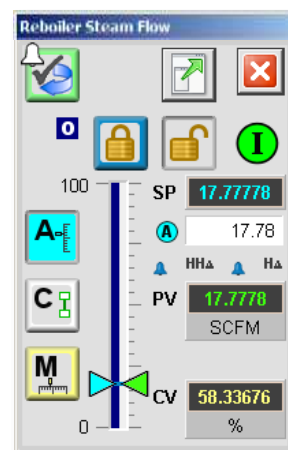 Reboiler Steam Flow
O
I
100
SP 17.77778
A
A 17.78
HH∆ H∆
C
PV 17.7778
SCFM
M
CV 58.33676
0
%